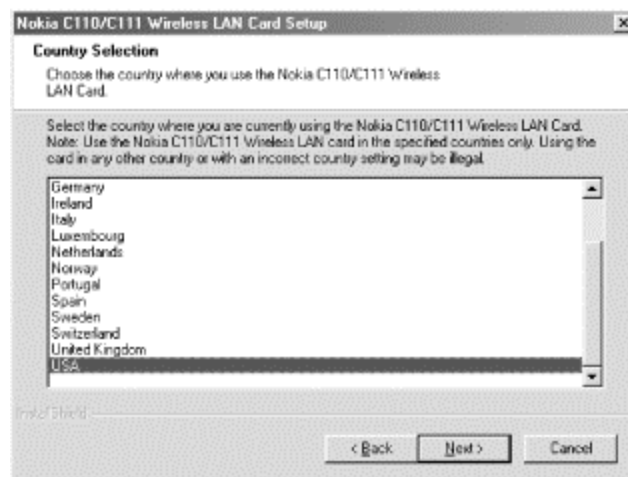 Nokia C110/C111 Wireless LAN Card Setup
Country Selection
Choose the country where you use the Nokia C110/C111 Wireless
LAN Card.
Select the country where you are currently using the Nokia C110/C111 Wireless LAN Card.
Note: Use the Nokia C110/C111 Wireless LAN card in the specified countries only. Using the
card in any other country or with an incorrect country setting may be illegal.
Germany
Ireland
Italy
Luxembourg
Netherlands
Norway
Portugal
Spain
Sweden
Switzerland
United Kingdom
USA
InstallShield
< Back Next > Cancel